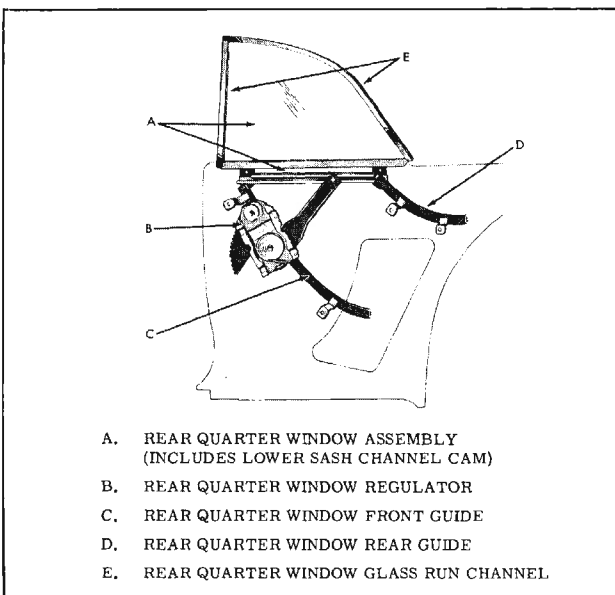 E
A
D
B
C
A. REAR QUARTER WINDOW ASSEMBLY
(INCLUDES LOWER SASH CHANNEL CAM)
B. REAR QUARTER WINDOW REGULATOR
C. REAR QUARTER WINDOW FRONT GUIDE
D. REAR QUARTER WINDOW REAR GUIDE
E. REAR QUARTER WINDOW GLASS RUN CHANNEL